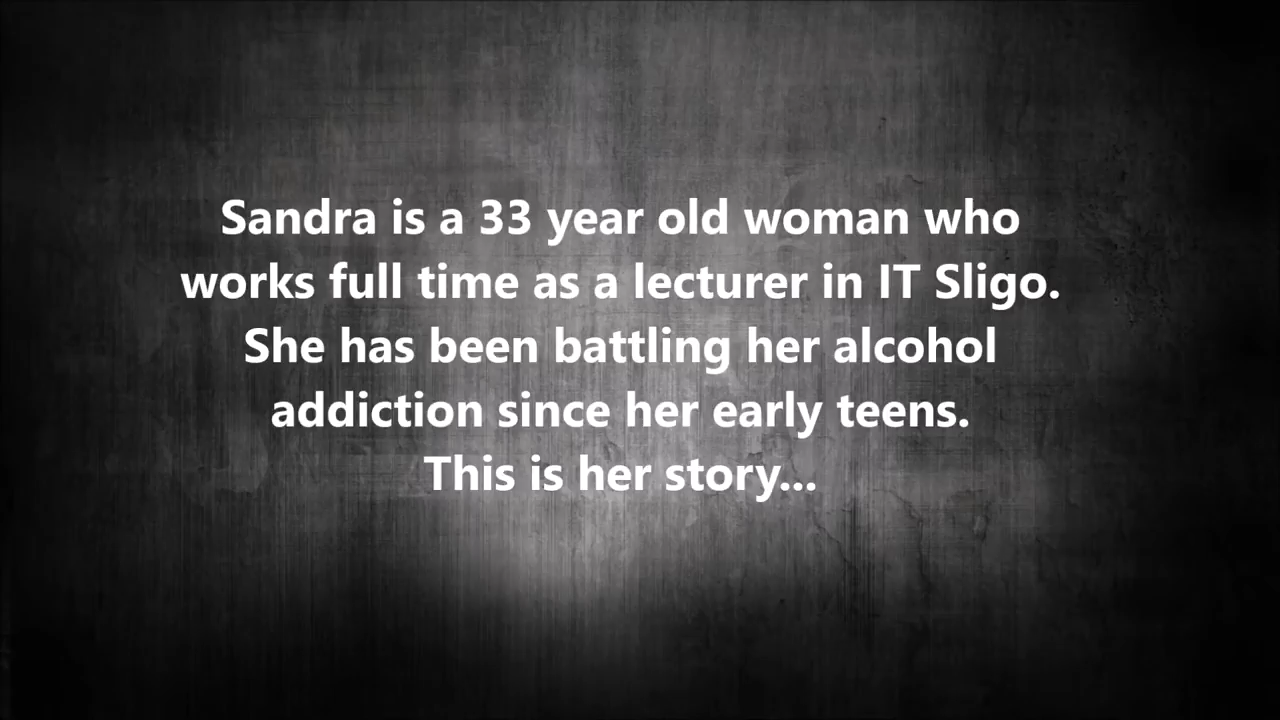 Sandra is a 33 year old woman who
works full time as a lecturer in IT Sligo.
She has been battling her alcohol
addiction since her early teens.
This is her story...